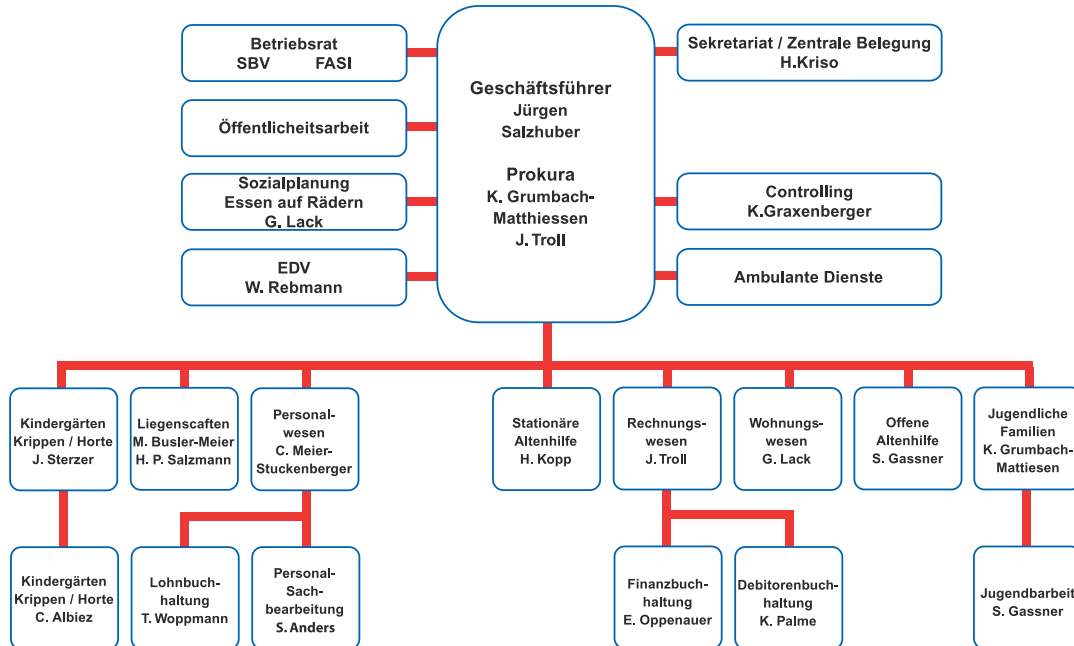 Betriebsrat
SBV FASI
Öffentlicheitsarbeit
Sozialplanung
Essen auf Rädern
G. Lack
EDV
W. Rebmann
Geschäftsführer
Jürgen
Salzhuber
Prokura
K. Grumbach-
Matthiessen
J. Troll
Sekretariat / Zentrale Belegung
H.Kriso
Controlling
K.Graxenberger
Ambulante Dienste
Kindergärten
Krippen / Horte
J. Sterzer
Liegenscaften
M. Busler-Meier
H. P. Salzmann
Personal-
wesen
C. Meier-
Stuckenberger
Stationäre
Altenhilfe
H. Kopp
Rechnungs-
wesen
J. Troll
Wohnungs-
wesen
G. Lack
Offene
Altenhilfe
S. Gassner
Jugendliche
Familien
K. Grumbach-
Mattiesen
Kindergärten
Krippen / Horte
C. Albiez
Lohnbuch-
haltung
T. Woppmann
Personal-
Sach-
bearbeitung
S. Anders
Finanzbuc-
haltung
E. Oppenauer
Debitorenbuc-
haltung
K. Palme
Jugendbarbeit
S. Gassner